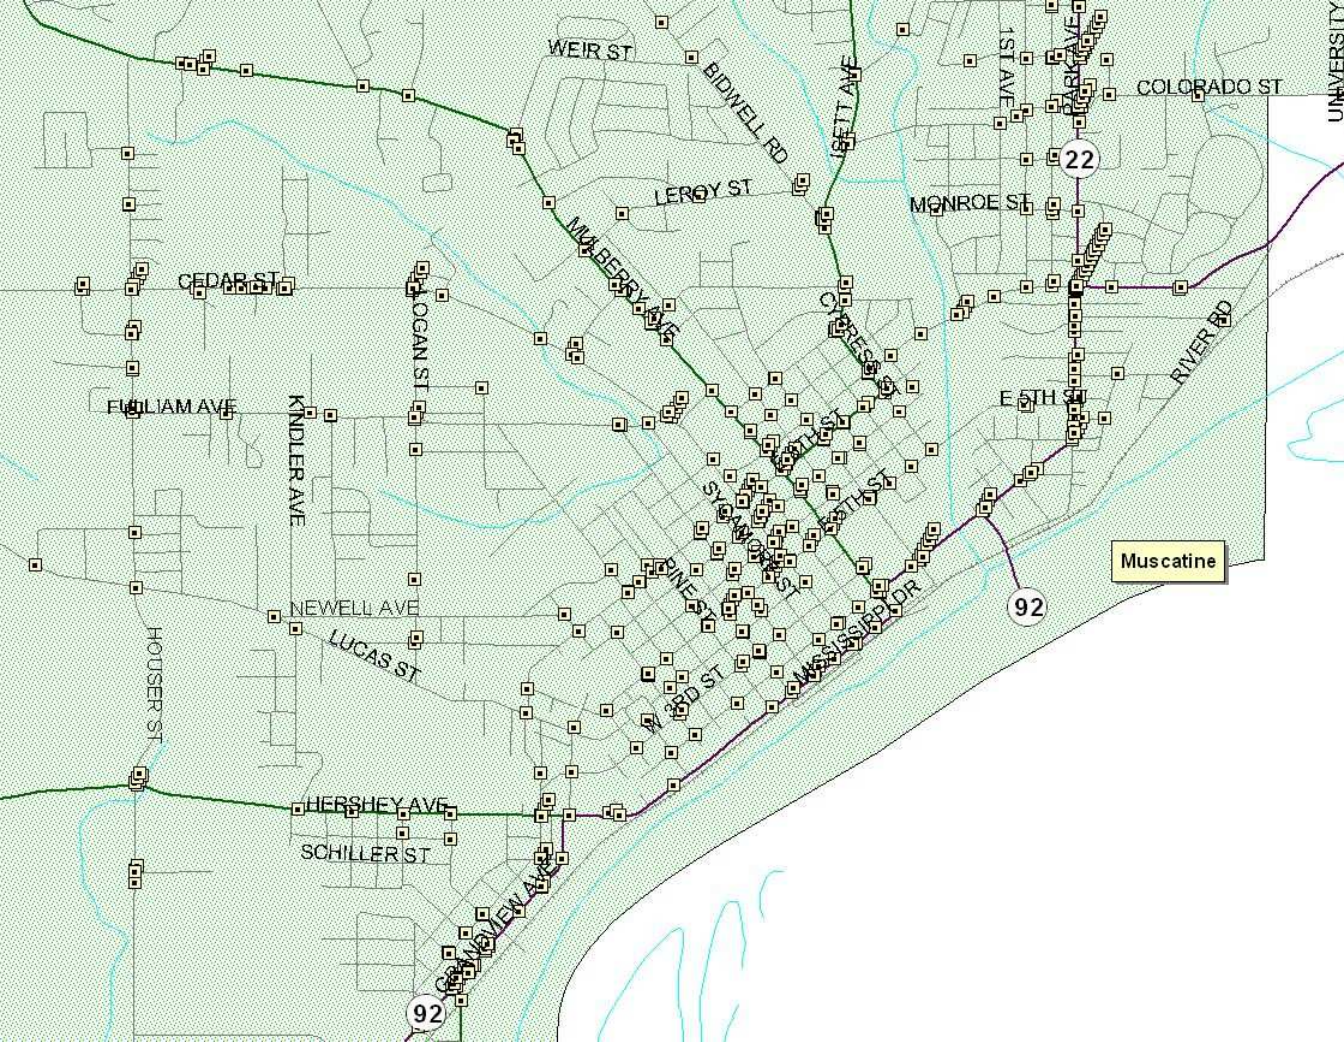 WEIR ST
BIDWELL RD
ISETT AVE
1ST AVE
PARK AVE
COLORADO ST
UNIVERSITY
22
LEROY ST
MONROE ST
MULBERRY AVE
CEDAR ST
LOGAN ST
CYPRESS ST
RIVER RD
FULLIAM AVE
KINDLER AVE
E 5TH ST
SYCAMORE ST
E 5TH ST
PINE ST
Muscatine
92
NEWELL AVE
LUCAS ST
HOUSER ST
MISSISSIPPI DR
W 3RD ST
HERSHEY AVE
SCHILLER ST
GRANDVIEW AVE
92